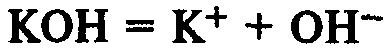 KOH = K⁺ + OH⁻